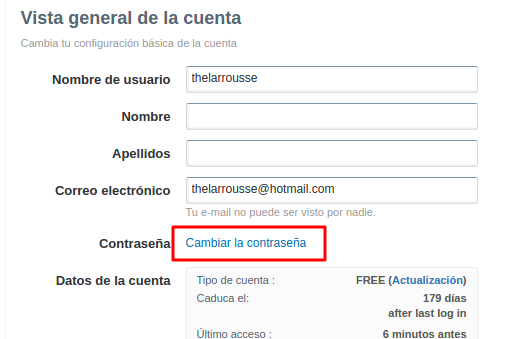 Vista general de la cuenta
Cambia tu configuración básica de la cuenta
Nombre de usuario thelarrousse
Nombre
Apellidos
Correo electrónico thelarrousse@hotmail.com
Tu e-mail no puede ser visto por nadie.
Contraseña Cambiar la contraseña
Datos de la cuenta Tipo de cuenta : FREE (Actualización)
Caduca el: 179 días
after last log in
Último acceso : 6 minutos antes